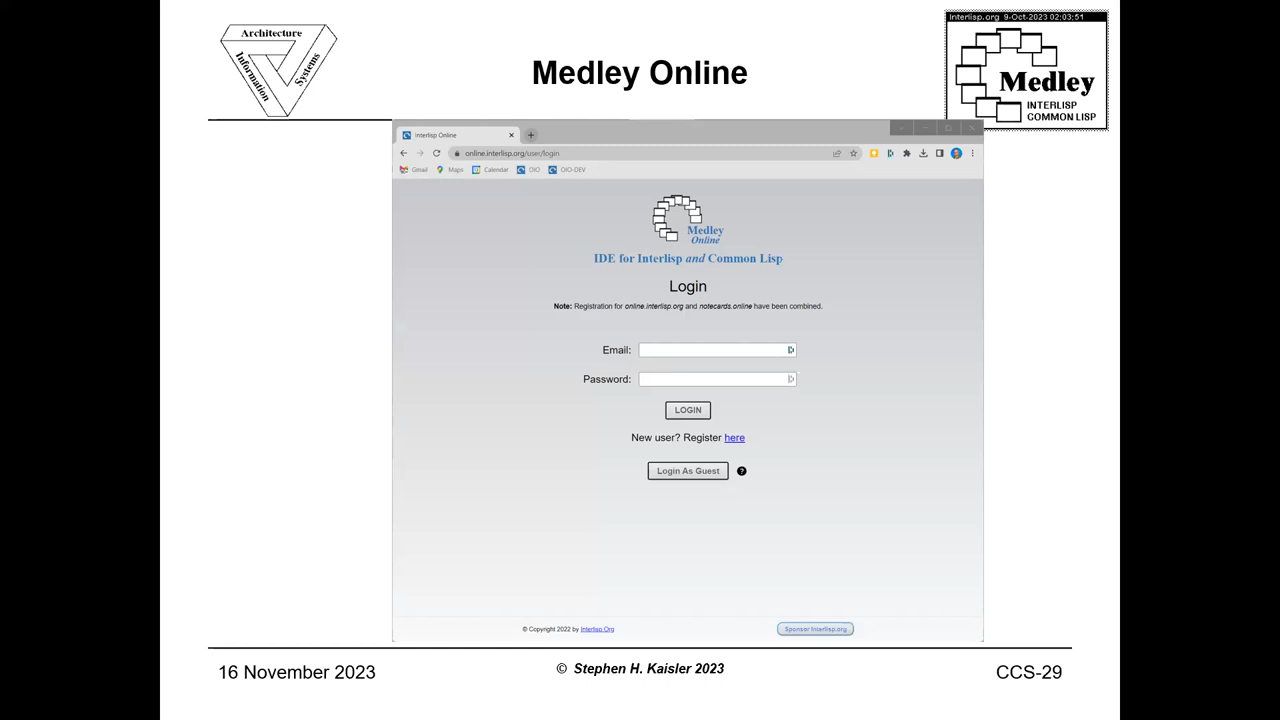 Architecture
Information
Systems
Medley Online
Interlisp.org 9-Oct-2023 02:03:51
Medley
INTERLISP
COMMON LISP
Interlisp Online
online.interlisp.org/user/login
Gmail Maps Calendar OIO OIO-DEV
Medley
Online
IDE for Interlisp and Common Lisp
Login
Note: Registration for online.interlisp.org and notecards.online have been combined.
Email:
Password:
LOGIN
New user? Register here
Login As Guest ?
© Copyright 2022 by Interlisp.Org
Sponser Interlisp.org
16 November 2023
© Stephen H. Kaisler 2023
CCS-29